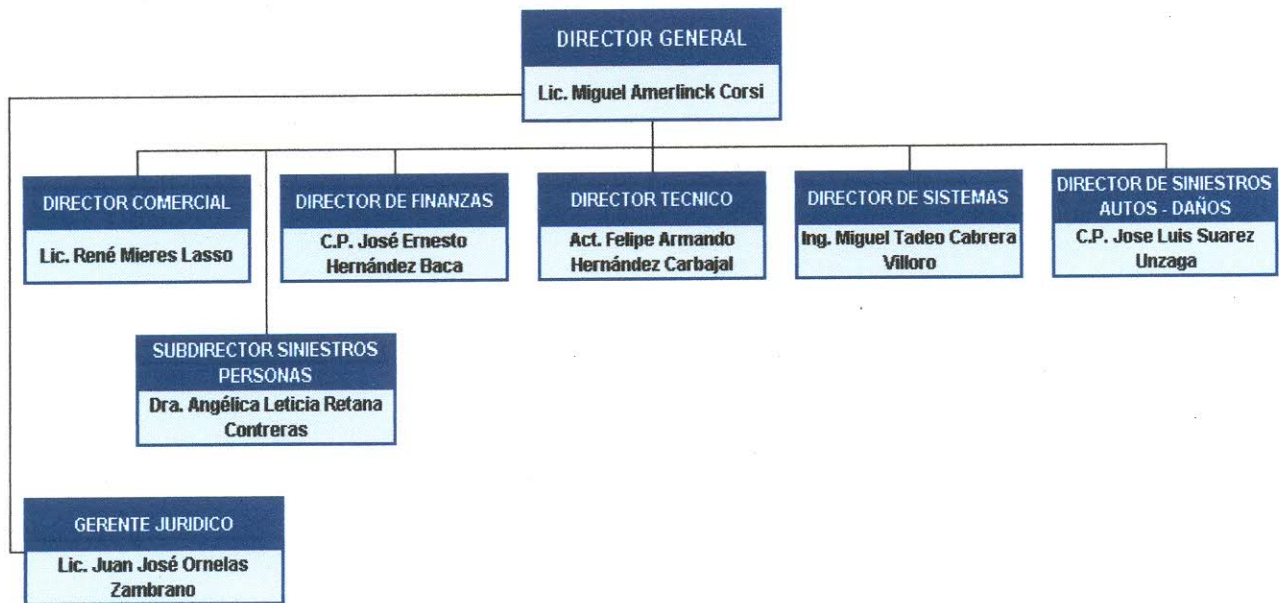 DIRECTOR GENERAL
Lic. Miguel Amerlinck Corsi
DIRECTOR COMERCIAL
Lic. René Mieres Lasso
DIRECTOR DE FINANZAS
C.P. José Ernesto
Hernández Baca
DIRECTOR TECNICO
Act. Felipe Armando
Hernández Carbajal
DIRECTOR DE SISTEMAS
Ing. Miguel Tadeo Cabrera
Villoro
DIRECTOR DE SINIESTROS
AUTOS - DAÑOS
C.P. Jose Luis Suarez
Unzaga
SUBDIRECTOR SINIESTROS
PERSONAS
Dra. Angélica Leticia Retana
Contreras
GERENTE JURIDICO
Lic. Juan José Ornelas
Zambrano